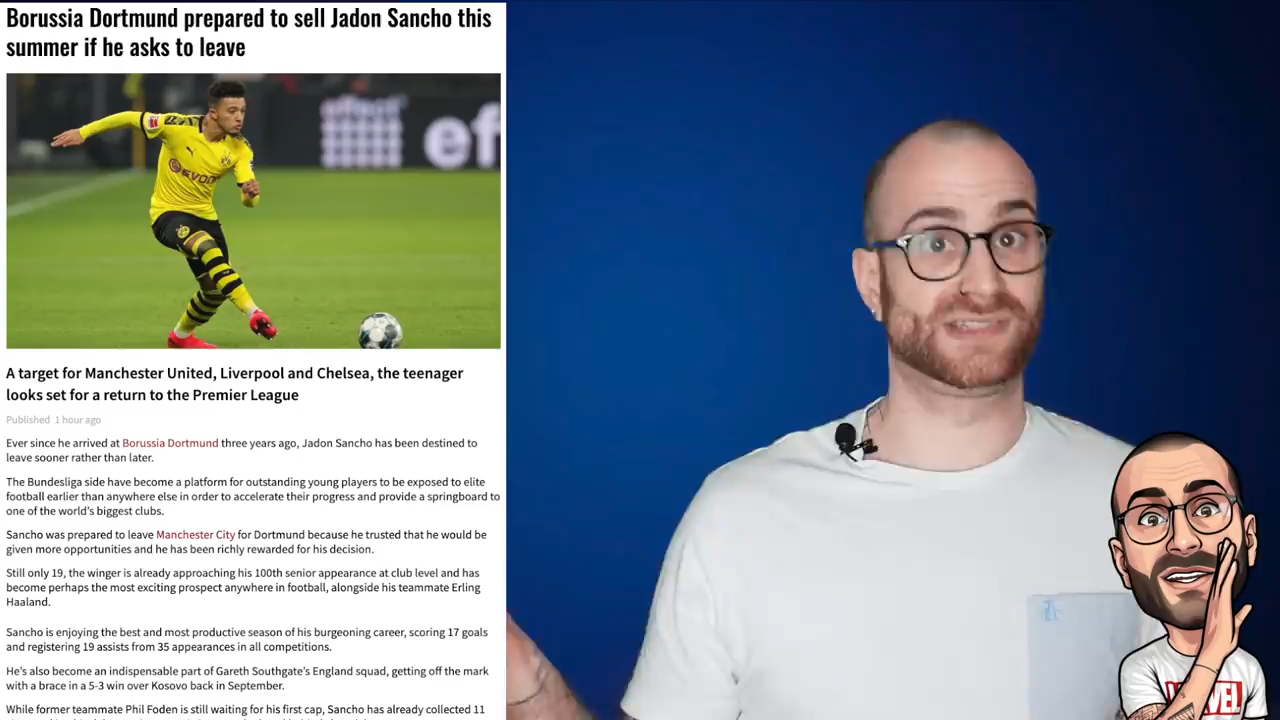 Borussia Dortmund prepared to sell Jadon Sancho this
summer if he asks to leave
EVONIK
A target for Manchester United, Liverpool and Chelsea, the teenager
looks set for a return to the Premier League
Published 1 hour ago
Ever since he arrived at Borussia Dortmund three years ago, Jadon Sancho has been destined to
leave sooner rather than later.
The Bundesliga side have become a platform for outstanding young players to be exposed to elite
football earlier than anywhere else in order to accelerate their progress and provide a springboard to
one of the world's biggest clubs.
Sancho was prepared to leave Manchester City for Dortmund because he trusted that he would be
given more opportunities and he has been richly rewarded for his decision.
Still only 19, the winger is already approaching his 100th senior appearance at club level and has
become perhaps the most exciting prospect anywhere in football, alongside his teammate Erling
Haaland.
Sancho is enjoying the best and most productive season of his burgeoning career, scoring 17 goals
and registering 19 assists from 35 appearances in all competitions.
He's also become an indispensable part of Gareth Southgate's England squad, getting off the mark
with a brace in a 5-3 win over Kosovo back in September.
While former teammate Phil Foden is still waiting for his first cap, Sancho has already collected 11